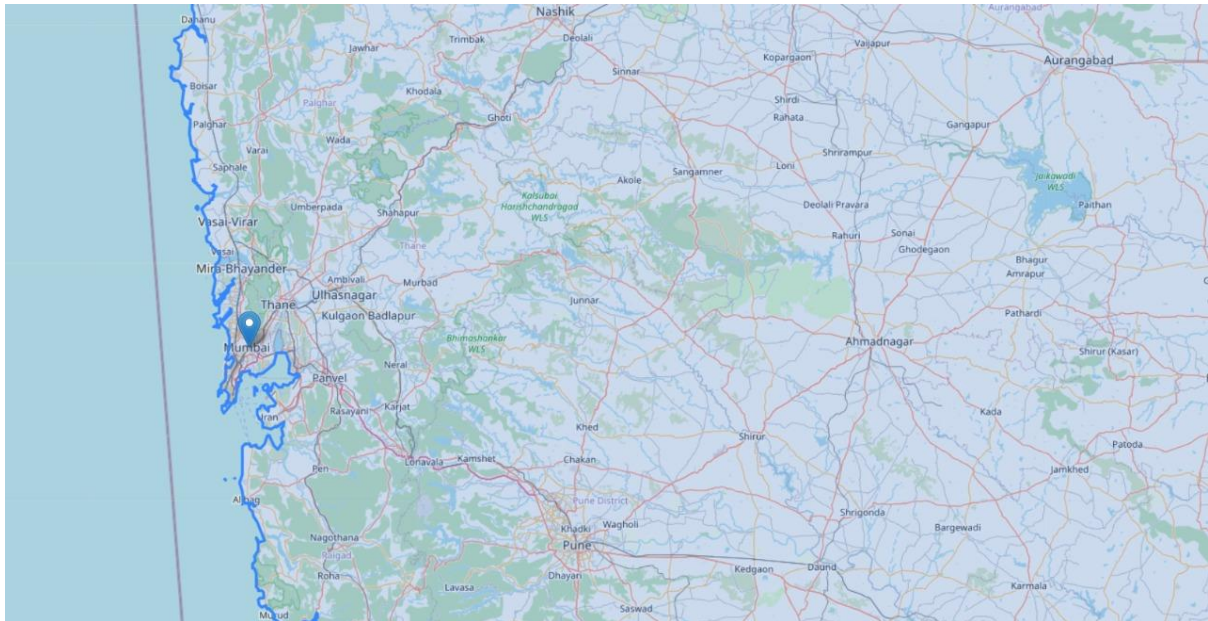 Dahanu
Nashik
Aurangabad
Trimbak
Deolali
Jawhar
Vaijapur
Kopargaon
Aurangabad
Sinnar
Boisar
Khodala
Palghar
Shirdi
Rahata
Ghoti
Palghar
Gangapur
Wada
Varai
Shrirampur
Saphale
Loni
Sangamner
Akole
Jaikawadi
WLS
Kalsubai
Harishchandragad
WLS
Umberpada
Shahapur
Deolali Pravara
Paithan
Vasai-Virar
Rahuri
Sonai
Thane
Ghodegaon
Vasai
Bhagur
Mira-Bhayander
Amrapur
Ambivali
Murbad
Ulhasnagar
Junnar
Thane
Kulgaon Badlapur
Pathardi
Bhimashankar
WLS
Mumbai
Ahmadnagar
Shirur (Kasar)
Neral
Panvel
Karjat
Rasayani
Kada
Uran
Khed
Shirur
Patoda
Lonavala
Kamshet
Chakan
Pen
Jamkhed
Alibag
Pune District
Shrigonda
Khadki
Wagholi
Bargewadi
Nagothana
Pune
Raigad
Daund
Roha
Dhayari
Kedgaon
Lavasa
Karmala
Saswad
Murud